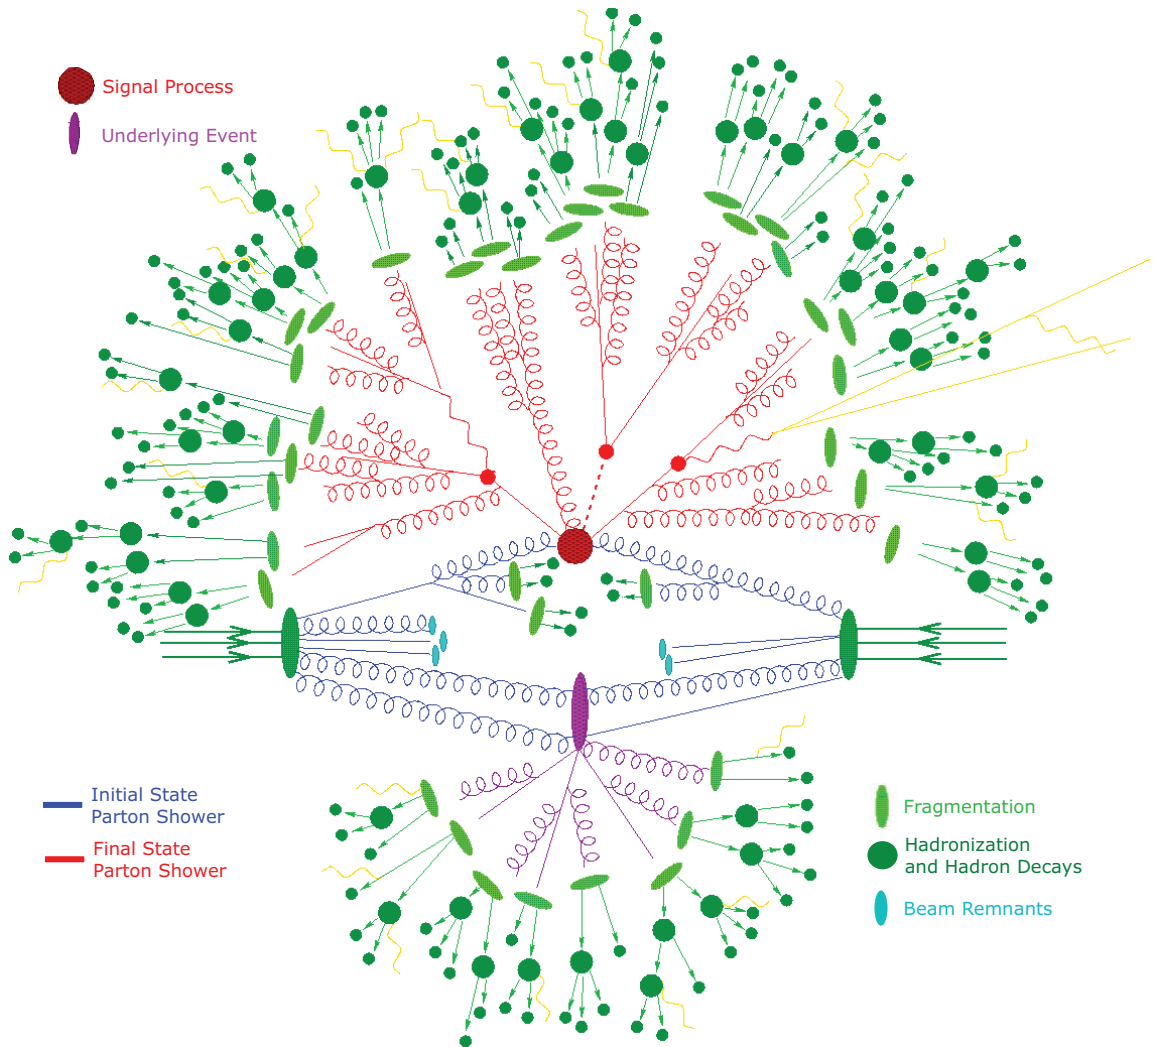 Signal Process
Underlying Event
Initial State
Parton Shower
Final State
Parton Shower
Fragmentation
Hadronization
and Hadron Decays
Beam Remnants